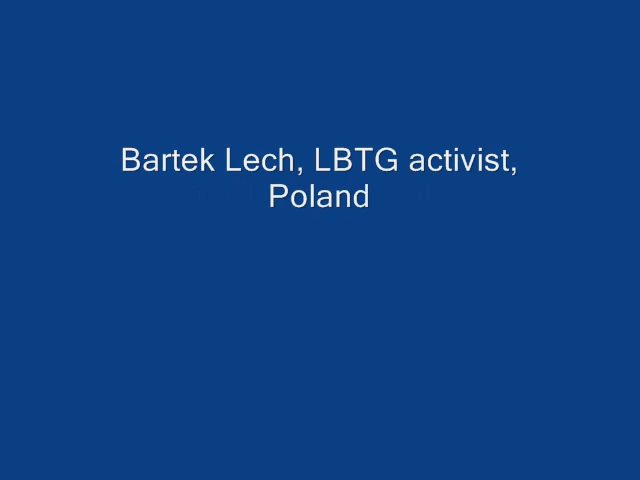 Bartek Lech, LBTG activist,
Poland